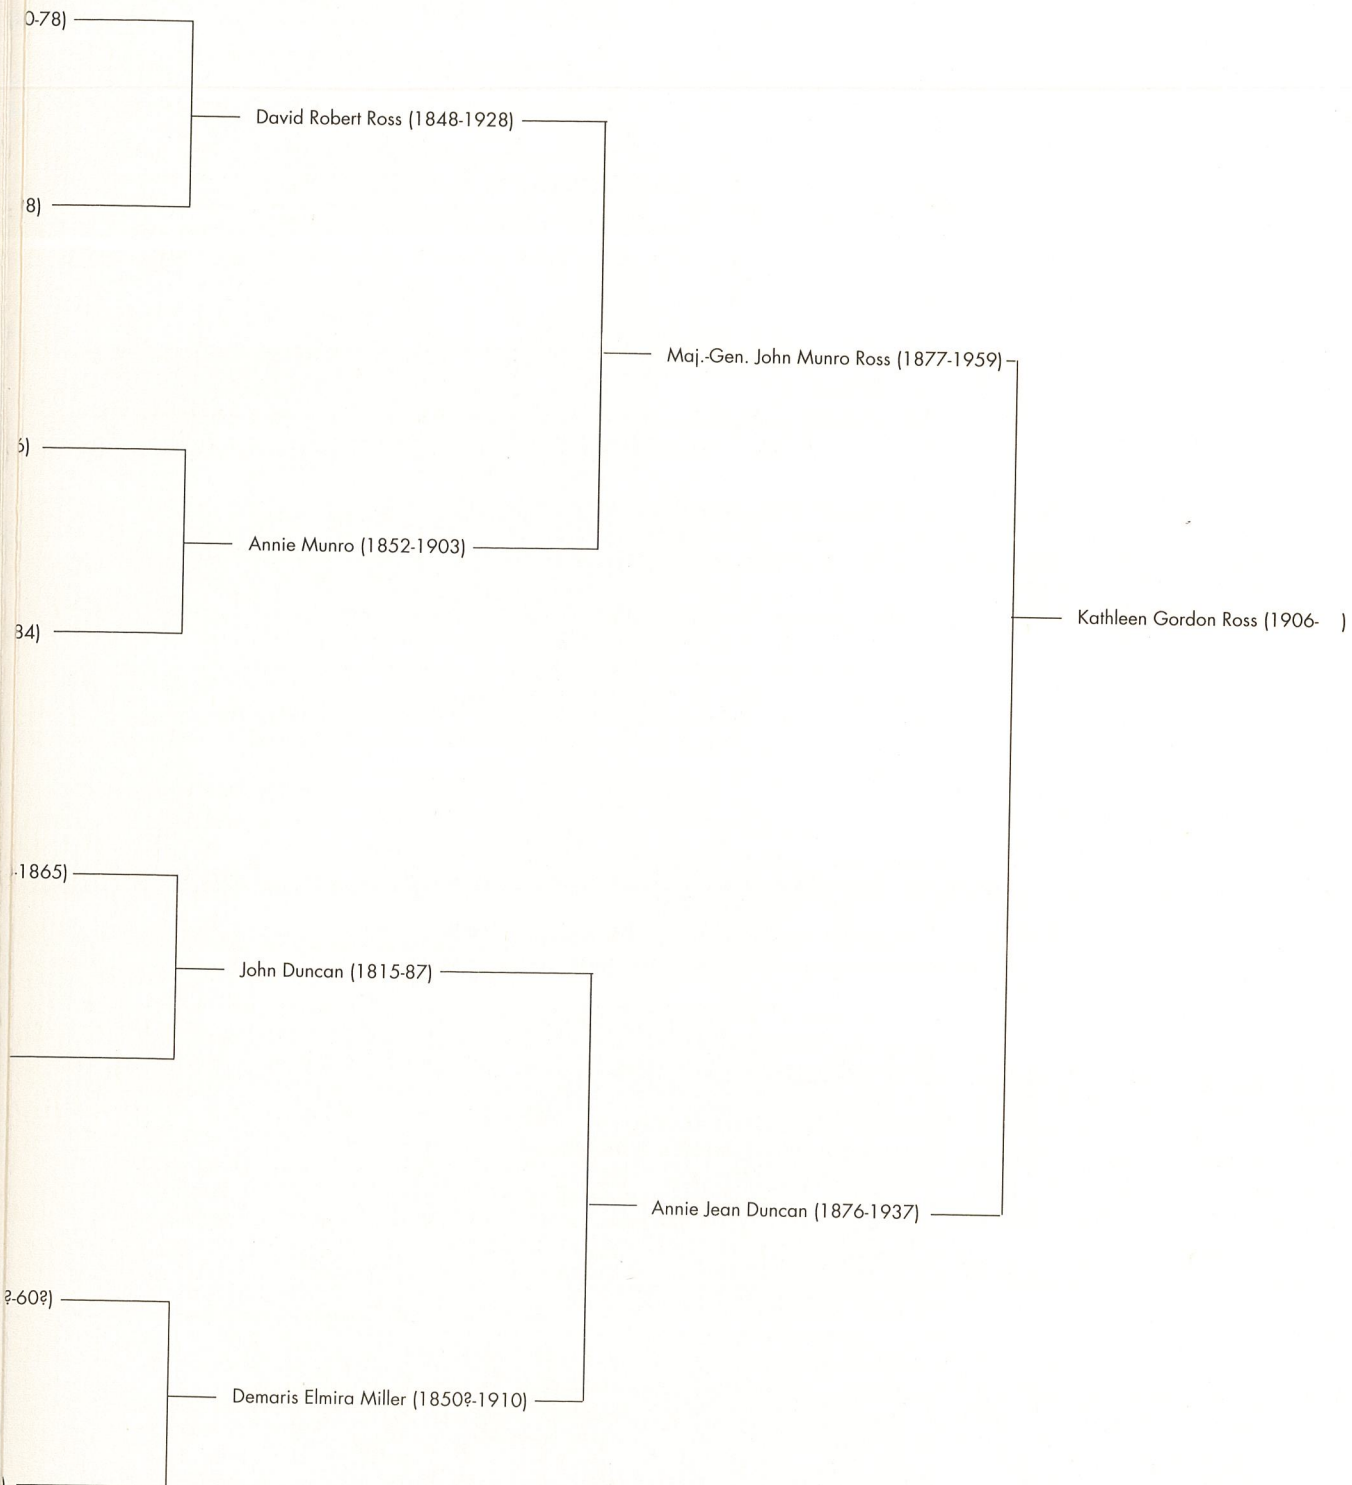 0-78)
David Robert Ross (1848-1928)
8)
Maj.-Gen. John Munro Ross (1877-1959)
6)
Annie Munro (1852-1903)
Kathleen Gordon Ross (1906-   )
34)
-1865)
John Duncan (1815-87)
Annie Jean Duncan (1876-1937)
?-60?)
Demaris Elmira Miller (1850?-1910)
)